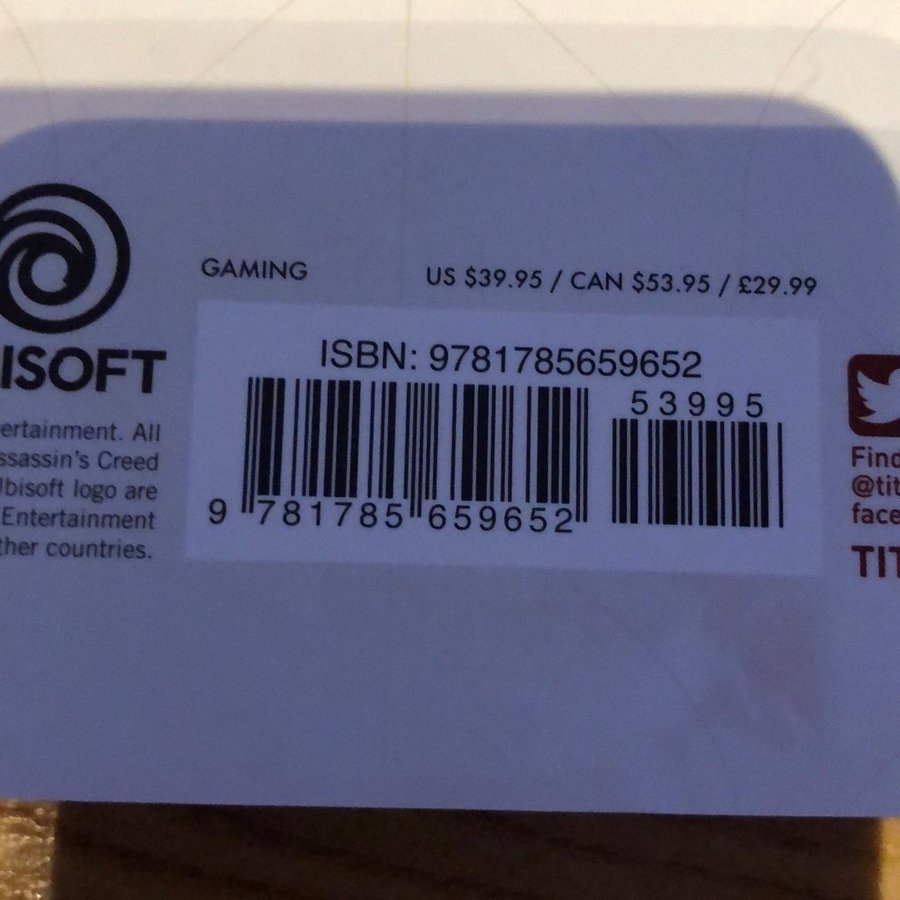 ISOFT
ertainment. All
ssassin's Creed
Ubisoft logo are
Entertainment
ther countries.
GAMING
US $39.95 / CAN $53.95 / £29.99
ISBN: 9781785659652
53995
9 781785 659652
Find
@tit
face
TIT